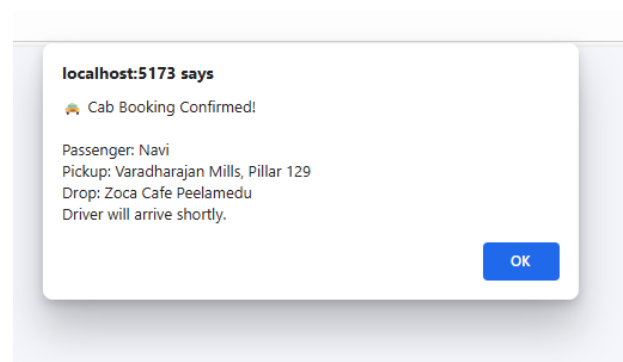 localhost:5173 says
🚖 Cab Booking Confirmed!
Passenger: Navi
Pickup: Varadharajan Mills, Pillar 129
Drop: Zoca Cafe Peelamedu
Driver will arrive shortly.
OK